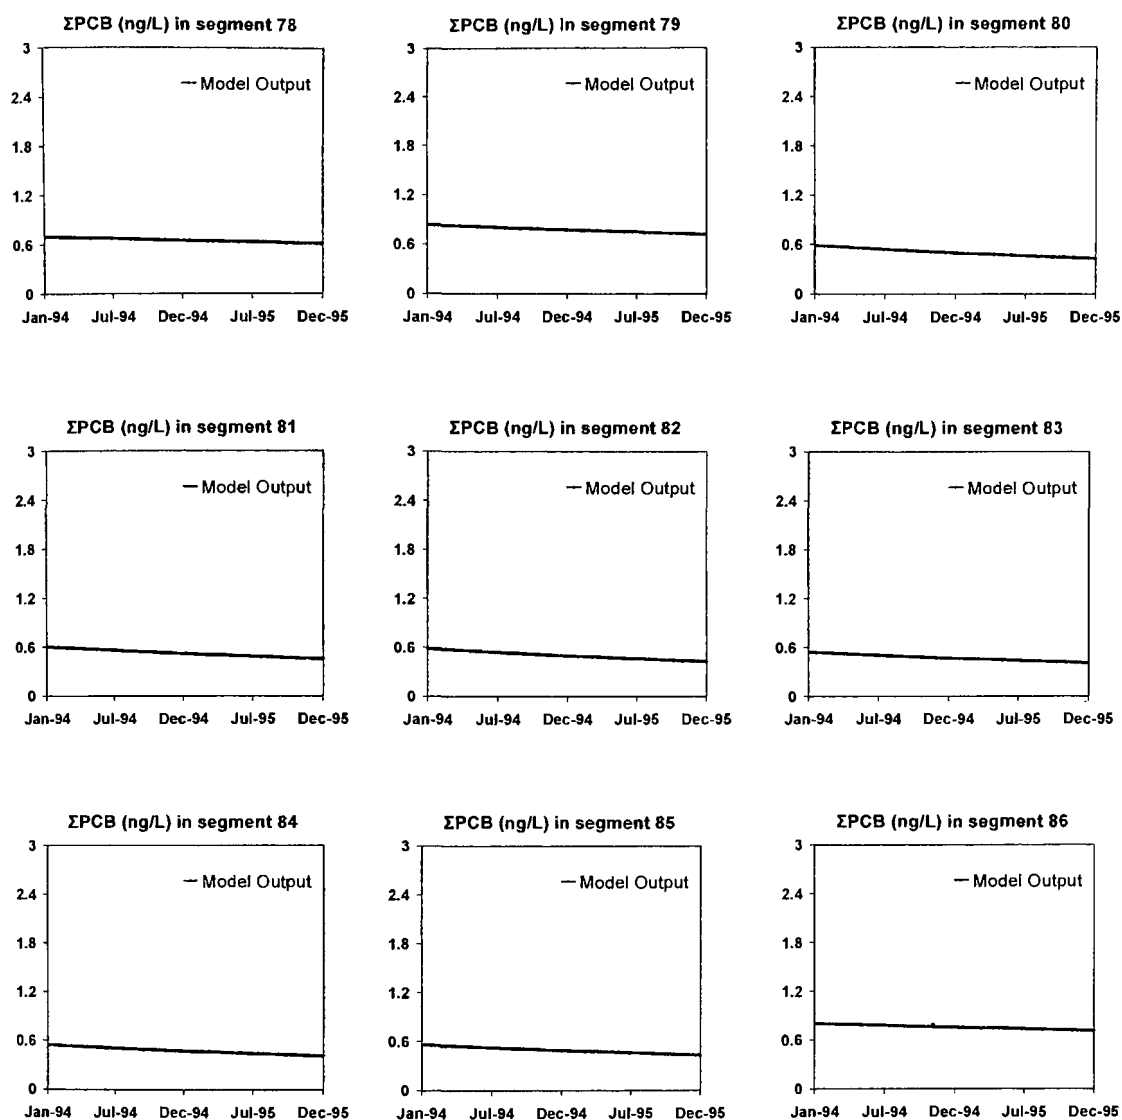 ΣPCB (ng/L) in segment 78
3
2.4
1.8
1.2
0.6
0
Model Output
Jan-94 Jul-94 Dec-94 Jul-95 Dec-95
ΣPCB (ng/L) in segment 79
3
2.4
1.8
1.2
0.6
0
Model Output
Jan-94 Jul-94 Dec-94 Jul-95 Dec-95
ΣPCB (ng/L) in segment 80
3
2.4
1.8
1.2
0.6
0
Model Output
Jan-94 Jul-94 Dec-94 Jul-95 Dec-95
ΣPCB (ng/L) in segment 81
3
2.4
1.8
1.2
0.6
0
Model Output
Jan-94 Jul-94 Dec-94 Jul-95 Dec-95
ΣPCB (ng/L) in segment 82
3
2.4
1.8
1.2
0.6
0
Model Output
Jan-94 Jul-94 Dec-94 Jul-95 Dec-95
ΣPCB (ng/L) in segment 83
3
2.4
1.8
1.2
0.6
0
Model Output
Jan-94 Jul-94 Dec-94 Jul-95 Dec-95
ΣPCB (ng/L) in segment 84
3
2.4
1.8
1.2
0.6
0
Model Output
Jan-94 Jul-94 Dec-94 Jul-95 Dec-95
ΣPCB (ng/L) in segment 85
3
2.4
1.8
1.2
0.6
0
Model Output
Jan-94 Jul-94 Dec-94 Jul-95 Dec-95
ΣPCB (ng/L) in segment 86
3
2.4
1.8
1.2
0.6
0
Model Output
Jan-94 Jul-94 Dec-94 Jul-95 Dec-95